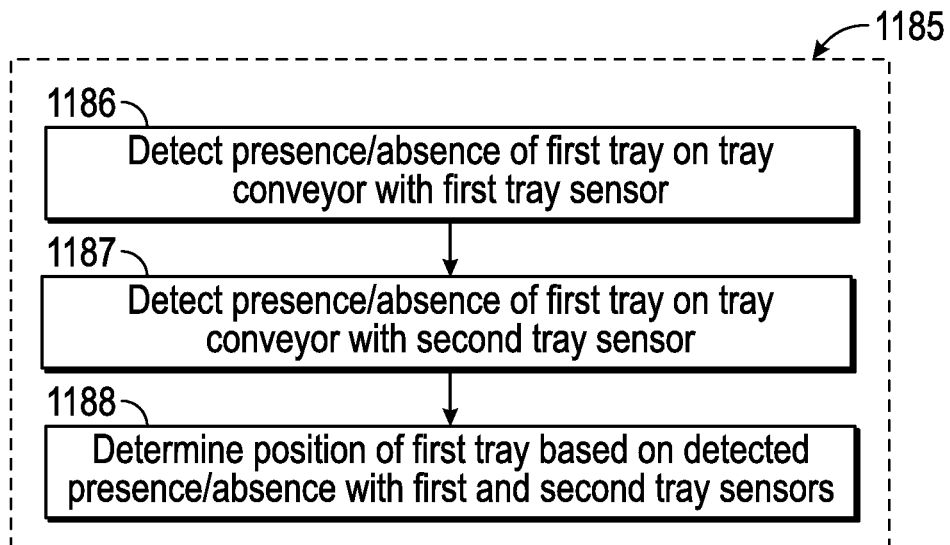 1185
1186
Detect presence/absence of first tray on tray
conveyor with first tray sensor
1187
Detect presence/absence of first tray on tray
conveyor with second tray sensor
1188
Determine position of first tray based on detected
presence/absence with first and second tray sensors